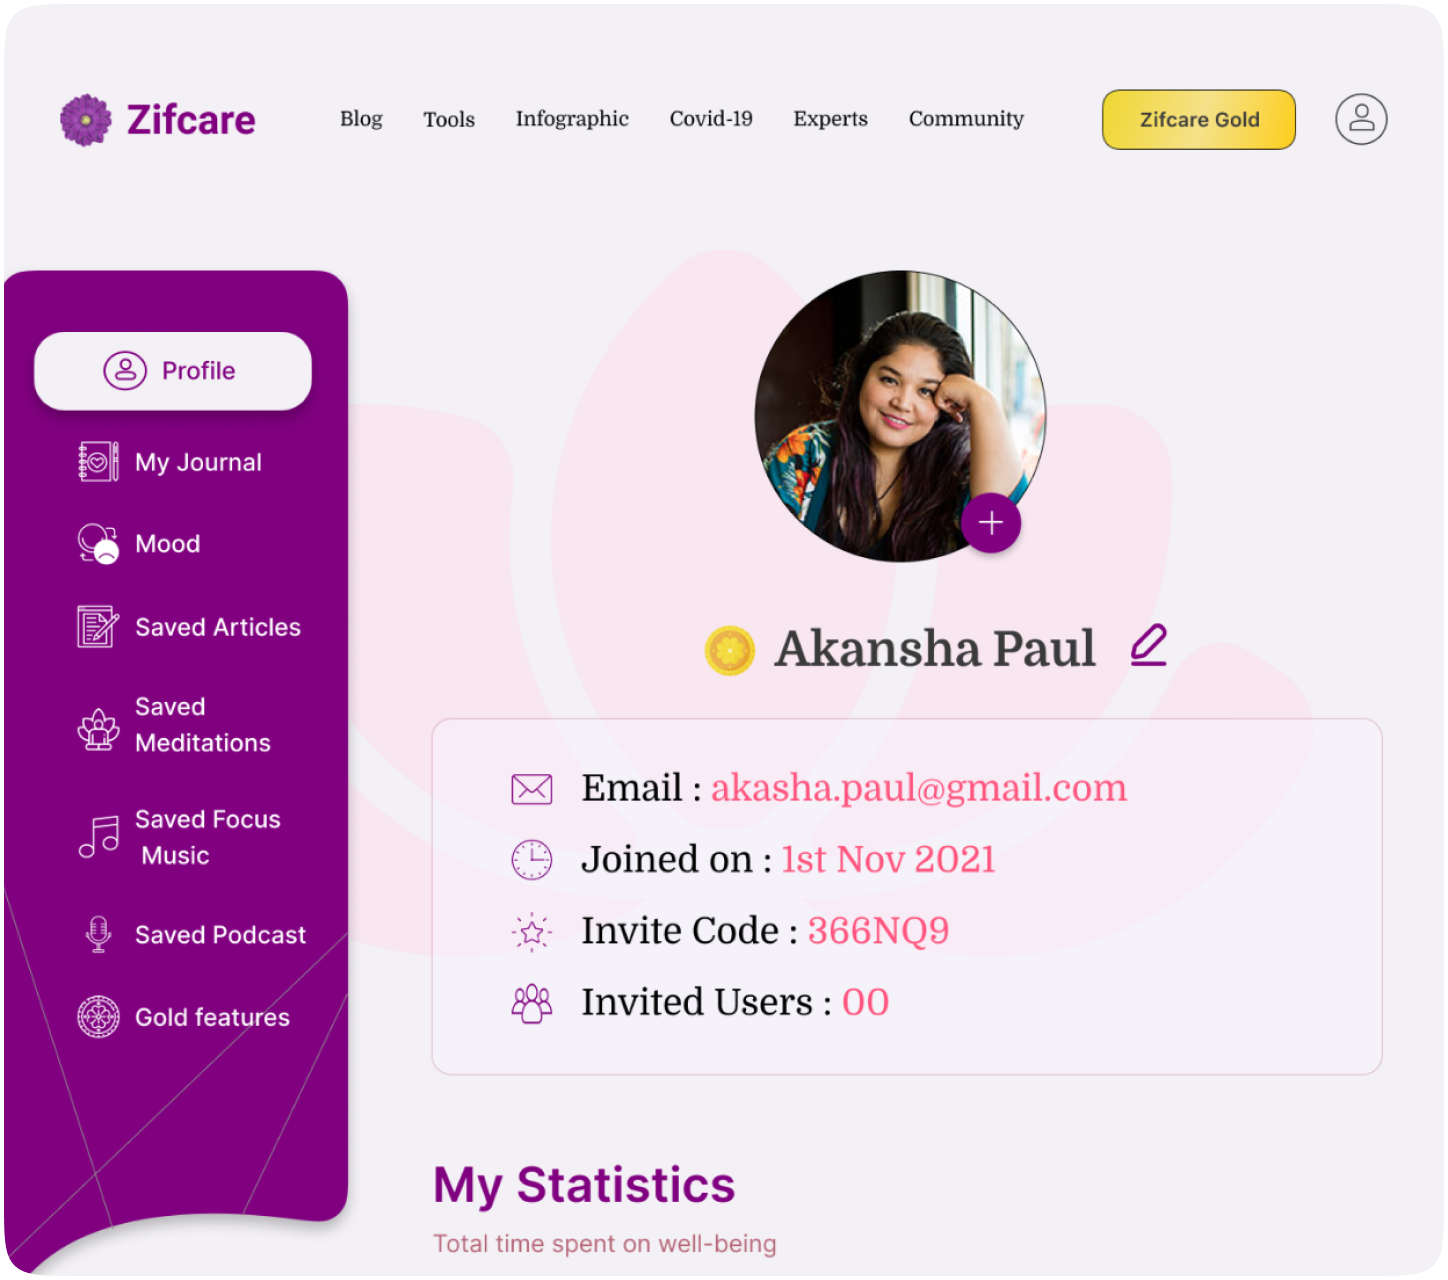 Zifcare
Blog
Tools
Infographic
Covid-19
Experts
Community
Zifcare Gold
Profile
My Journal
Mood
Saved Articles
Saved
Meditations
Saved Focus
Music
Saved Podcast
Gold features
Akansha Paul
Email : akasha.paul@gmail.com
Joined on : 1st Nov 2021
Invite Code : 366NQ9
Invited Users : 00
My Statistics
Total time spent on well-being